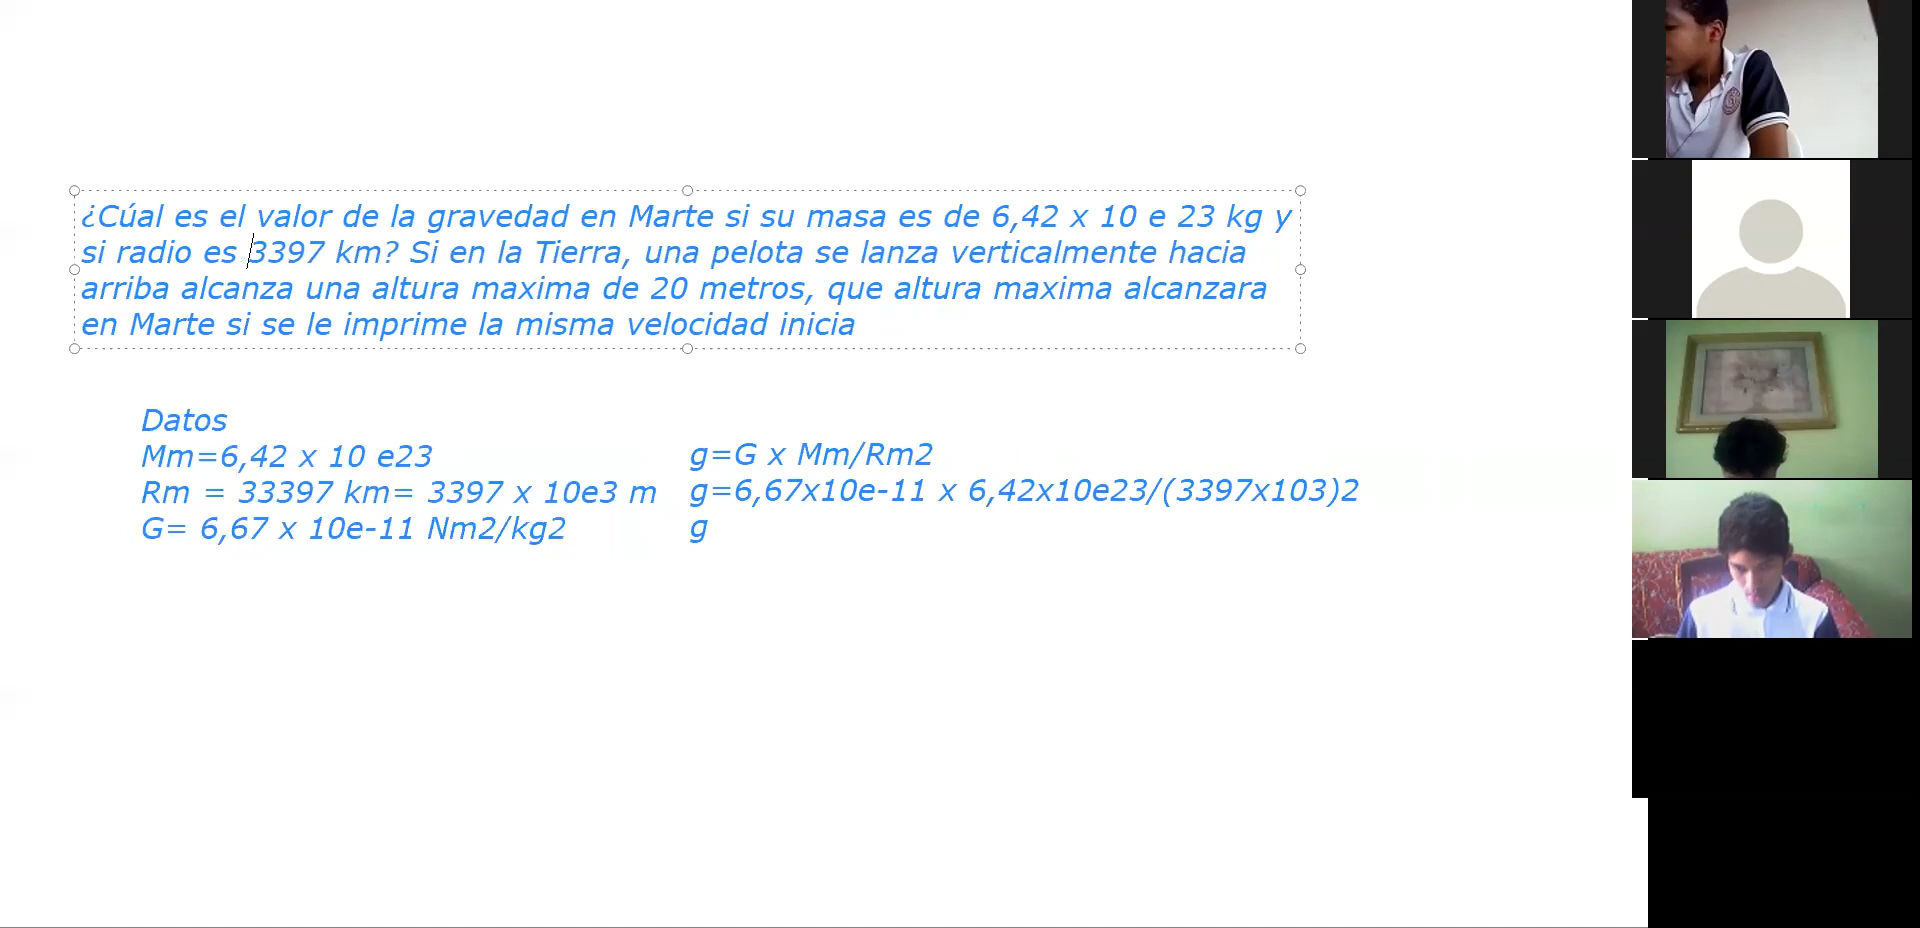 ¿Cúal es el valor de la gravedad en Marte si su masa es de 6,42 x 10 e 23 kg y
si radio es 3397 km? Si en la Tierra, una pelota se lanza verticalmente hacia
arriba alcanza una altura maxima de 20 metros, que altura maxima alcanzara
en Marte si se le imprime la misma velocidad inicia
Datos
Mm=6,42 x 10 e23
Rm = 33397 km= 3397 x 10e3 m
G= 6,67 x 10e-11 Nm2/kg2
g=G x Mm/Rm2
g=6,67x10e-11 x 6,42x10e23/(3397x103)2
g